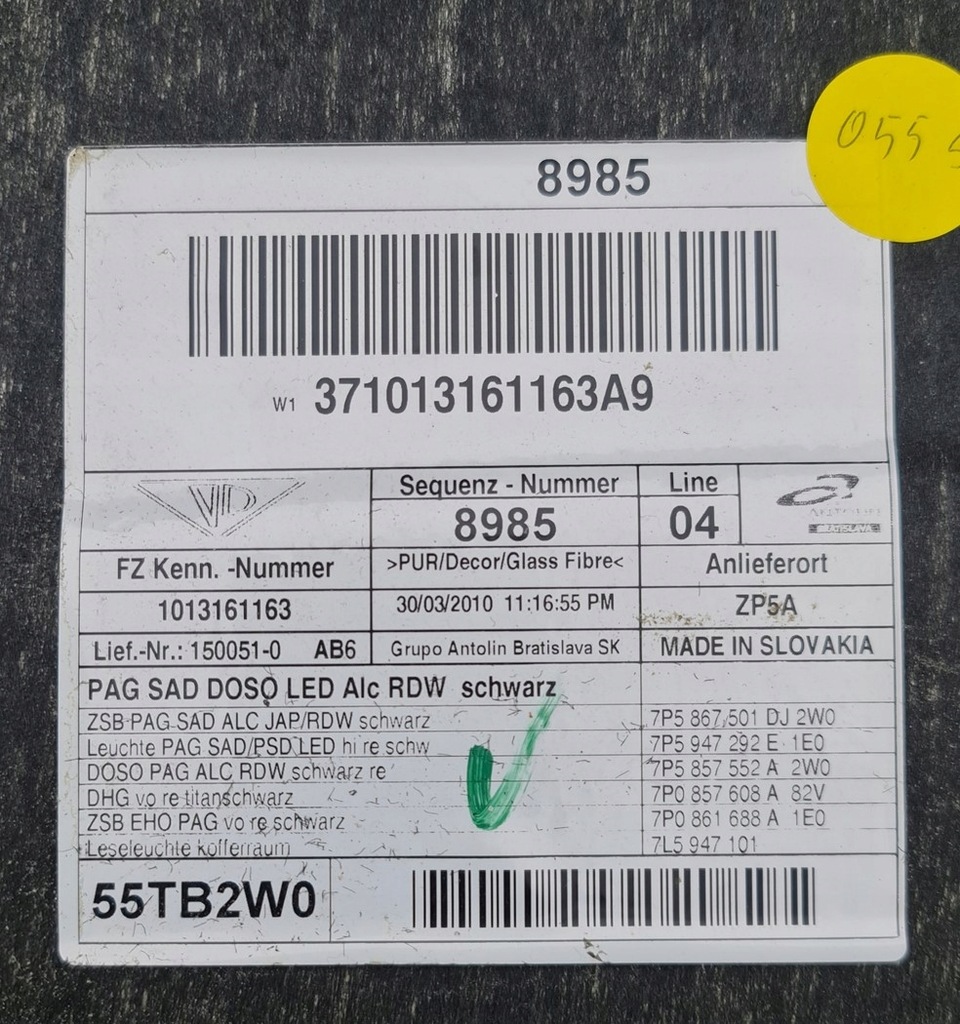 055
8985
W1 371013161163A9
VD
Sequenz - Nummer
8985
Line
04
ANTOLIN
BRATISLAVA
FZ Kenn. -Nummer
>PUR/Decor/Glass Fibre<
Anlieferort
1013161163
30/03/2010 11:16:55 PM
ZP5A
Lief.-Nr.: 150051-0 AB6
Grupo Antolin Bratislava SK
MADE IN SLOVAKIA
PAG SAD DOSO LED Alc RDW schwarz
ZSB PAG SAD ALC JAP/RDW schwarz 7P5 867 501 DJ 2W0
Leuchte PAG SAD/PSD LED hi re schw 7P5 947 292 E 1E0
DOSO PAG ALC RDW schwarz re 7P5 857 552 A 2W0
DHG vo re titanschwarz 7P0 857 608 A 82V
ZSB EHO PAG vo re schwarz 7P0 861 688 A 1E0
Leseleuchte kofferraum 7L5 947 101
55TB2W0